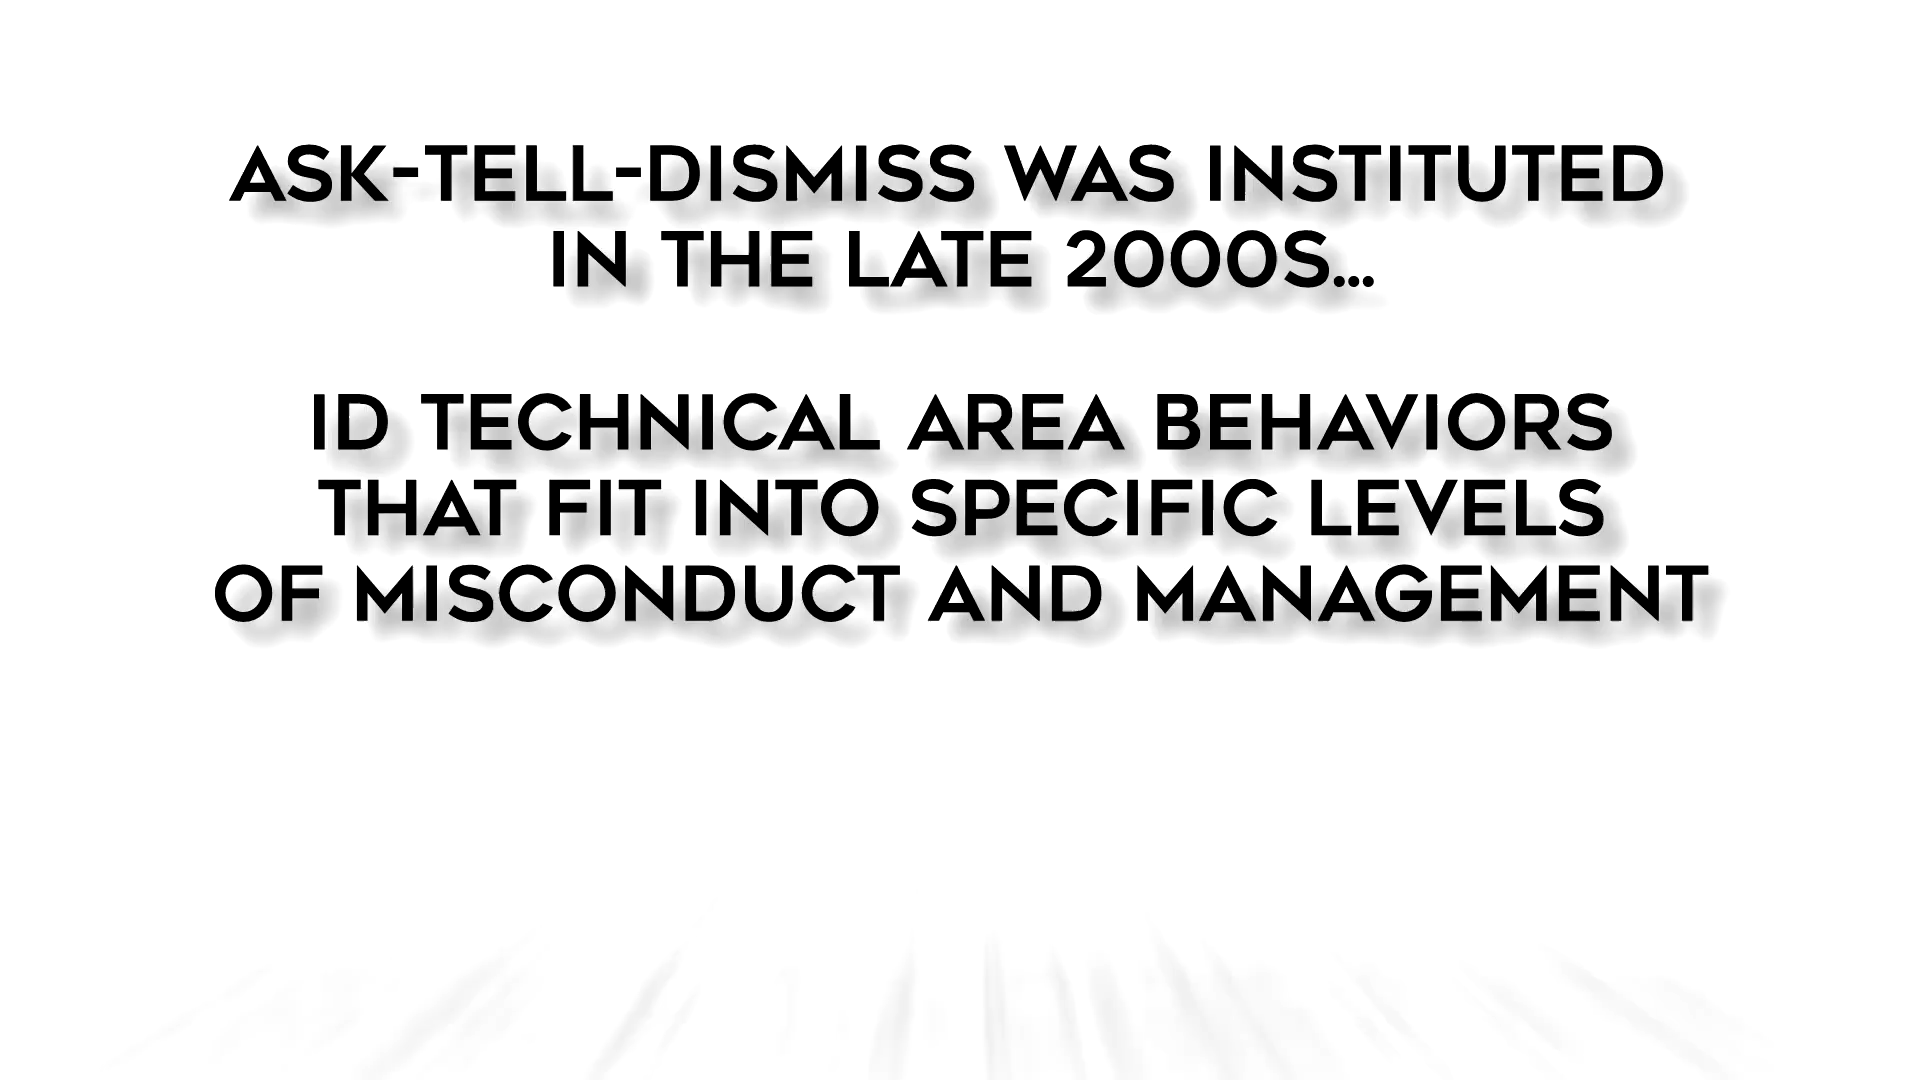 ASK-TELL-DISMISS WAS INSTITUTED
IN THE LATE 2000S...
ID TECHNICAL AREA BEHAVIORS
THAT FIT INTO SPECIFIC LEVELS
OF MISCONDUCT AND MANAGEMENT